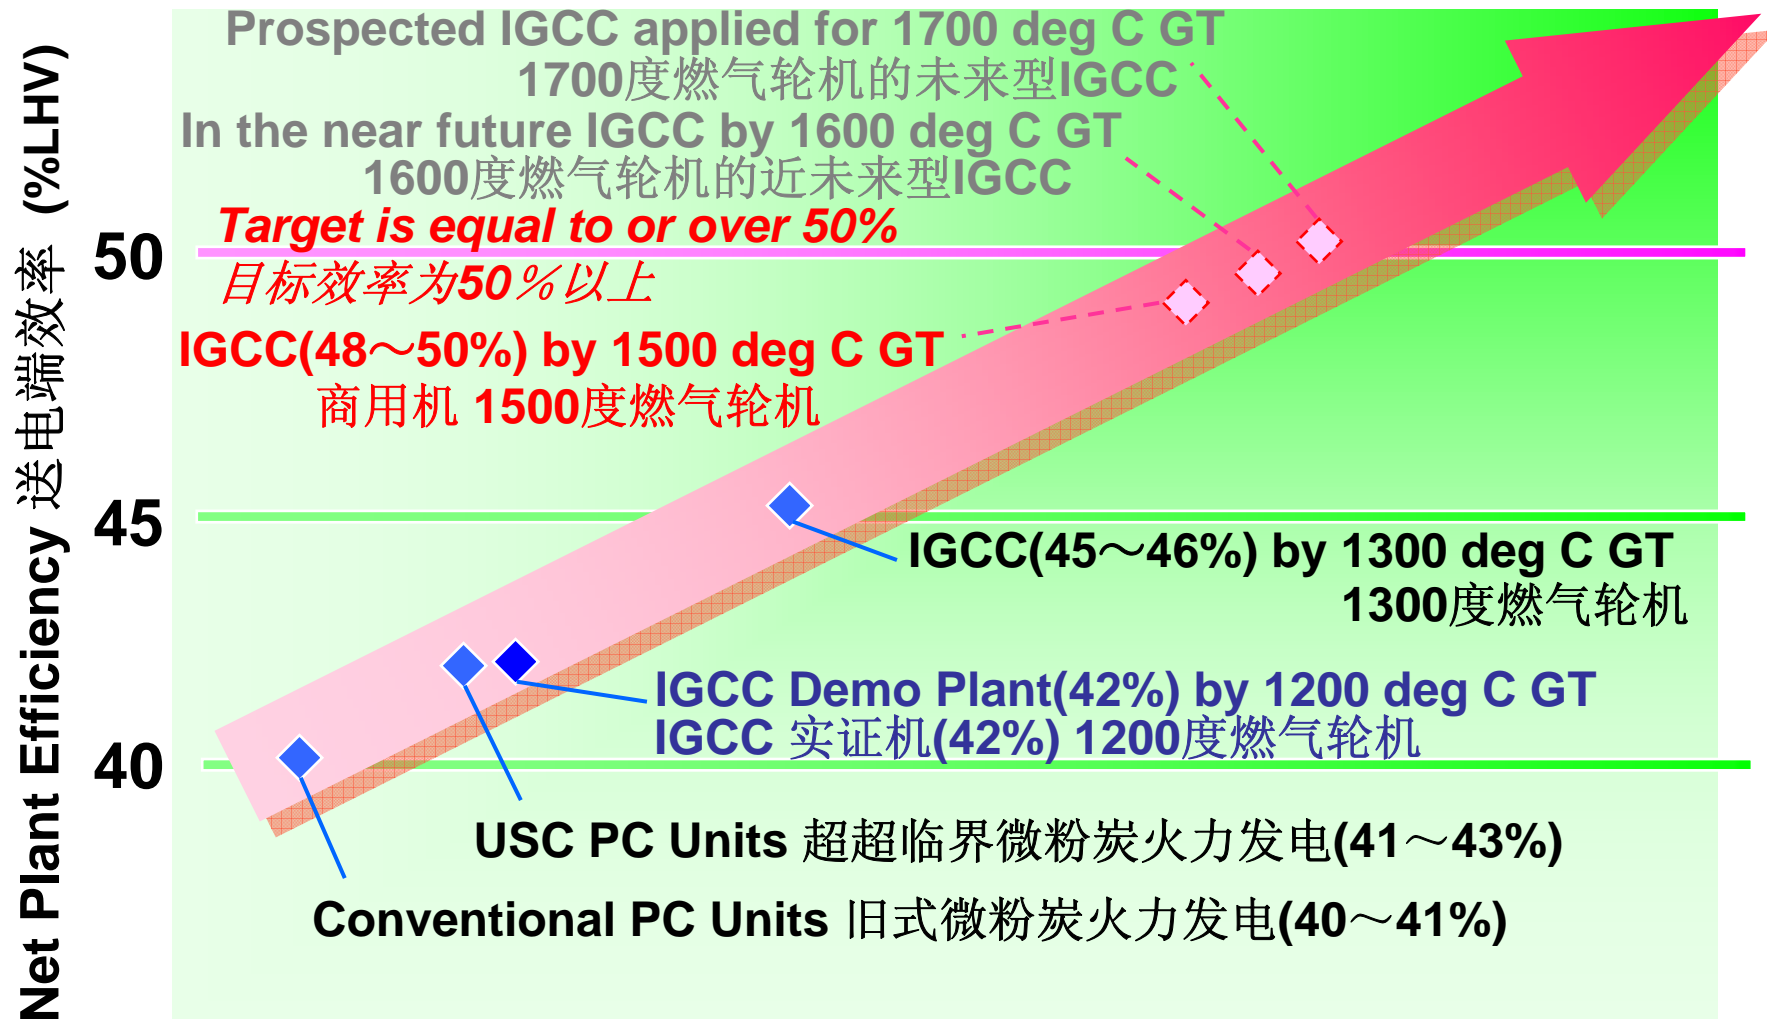 Prospected IGCC applied for 1700 deg C GT
1700度燃气轮机的未来型IGCC
In the near future IGCC by 1600 deg C GT
1600度燃气轮机的近未来型IGCC
Target is equal to or over 50%
目标效率为50％以上
IGCC(48～50%) by 1500 deg C GT
商用机 1500度燃气轮机
IGCC(45～46%) by 1300 deg C GT
1300度燃气轮机
IGCC Demo Plant(42%) by 1200 deg C GT
IGCC 实证机(42%) 1200度燃气轮机
USC PC Units 超超临界微粉炭火力发电(41～43%)
Conventional PC Units 旧式微粉炭火力发电(40～41%)
50
45
40
Net Plant Efficiency 送电端效率 (%LHV)